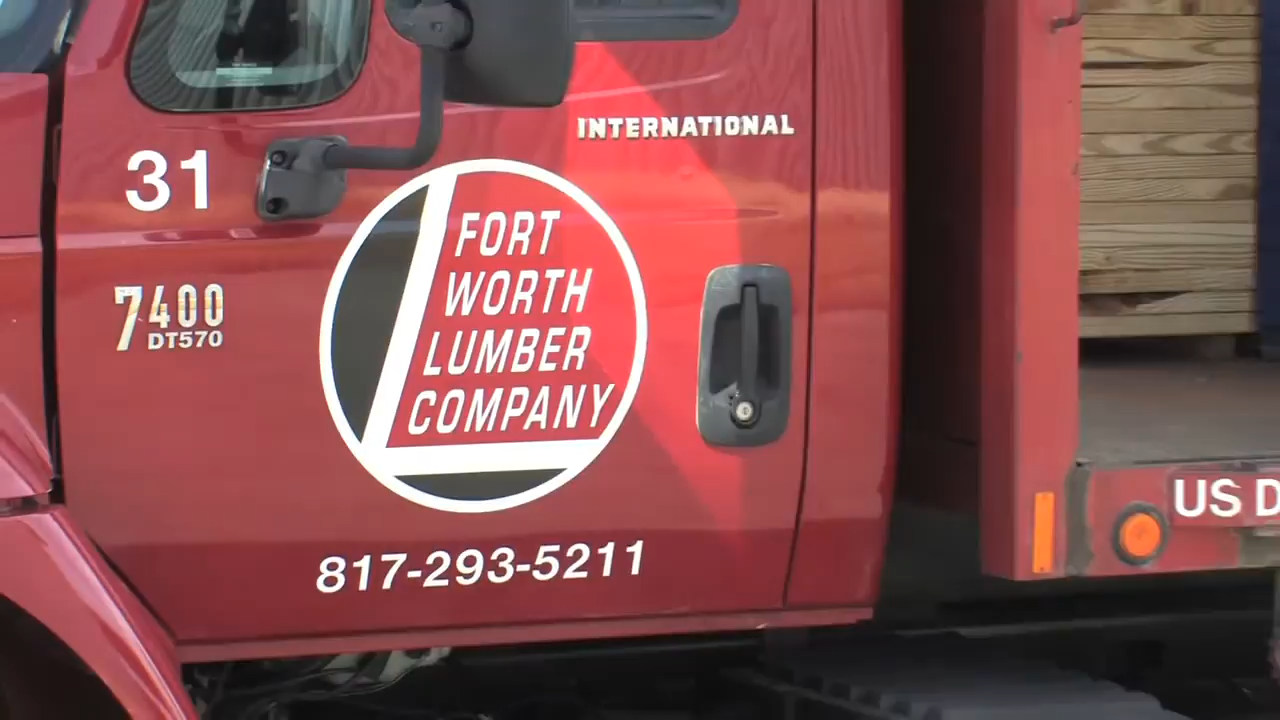 INTERNATIONAL
31
FORT
WORTH
LUMBER
COMPANY
7400
DT570
US D
817-293-5211